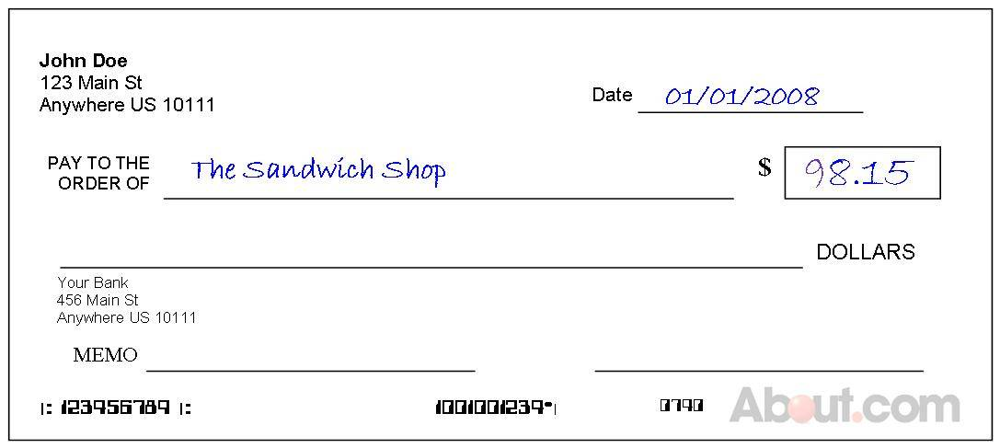 John Doe
123 Main St
Anywhere US 10111
Date 01/01/2008
PAY TO THE
ORDER OF The Sandwich Shop $ 98.15
DOLLARS
Your Bank
456 Main St
Anywhere US 10111
MEMO
|: 123956789 |: 1001001239•| 0790
About.com